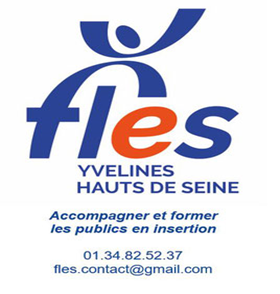 fles
YVELINES
HAUTS DE SEINE
Accompagner et former
les publics en insertion
01.34.82.52.37
fles.contact@gmail.com